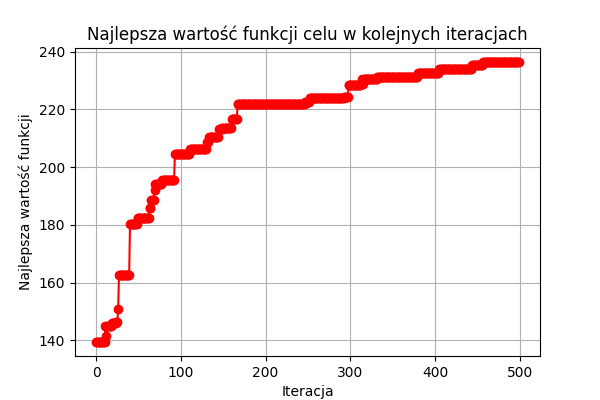 Najlepsza wartość funkcji celu w kolejnych iteracjach
Najlepsza wartość funkcji
240
220
200
180
160
140
0 100 200 300 400 500
Iteracja